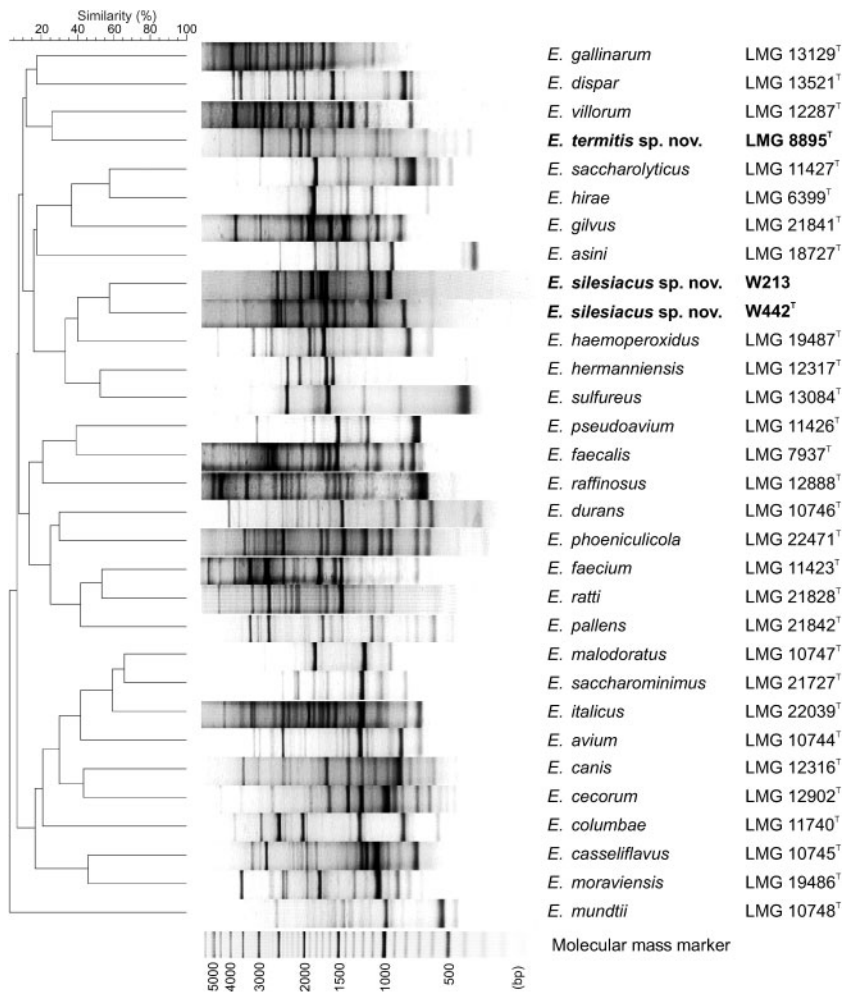 Similarity (%)
20 40 60 80 100
E. gallinarum LMG 13129ᵀ
E. dispar LMG 13521ᵀ
E. villorum LMG 12287ᵀ
E. termitis sp. nov. LMG 8895ᵀ
E. saccharolyticus LMG 11427ᵀ
E. hirae LMG 6399ᵀ
E. gilvus LMG 21841ᵀ
E. asini LMG 18727ᵀ
E. silesiacus sp. nov. W213
E. silesiacus sp. nov. W442ᵀ
E. haemoperoxidus LMG 19487ᵀ
E. hermanniensis LMG 12317ᵀ
E. sulfureus LMG 13084ᵀ
E. pseudoavium LMG 11426ᵀ
E. faecalis LMG 7937ᵀ
E. raffinosus LMG 12888ᵀ
E. durans LMG 10746ᵀ
E. phoeniculicola LMG 22471ᵀ
E. faecium LMG 11423ᵀ
E. ratti LMG 21828ᵀ
E. pallens LMG 21842ᵀ
E. malodoratus LMG 10747ᵀ
E. saccharominimus LMG 21727ᵀ
E. italicus LMG 22039ᵀ
E. avium LMG 10744ᵀ
E. canis LMG 12316ᵀ
E. cecorum LMG 12902ᵀ
E. columbae LMG 11740ᵀ
E. casseliflavus LMG 10745ᵀ
E. moraviensis LMG 19486ᵀ
E. mundtii LMG 10748ᵀ
Molecular mass marker
5000 4000 3000 2000 1500 1000 500 (bp)